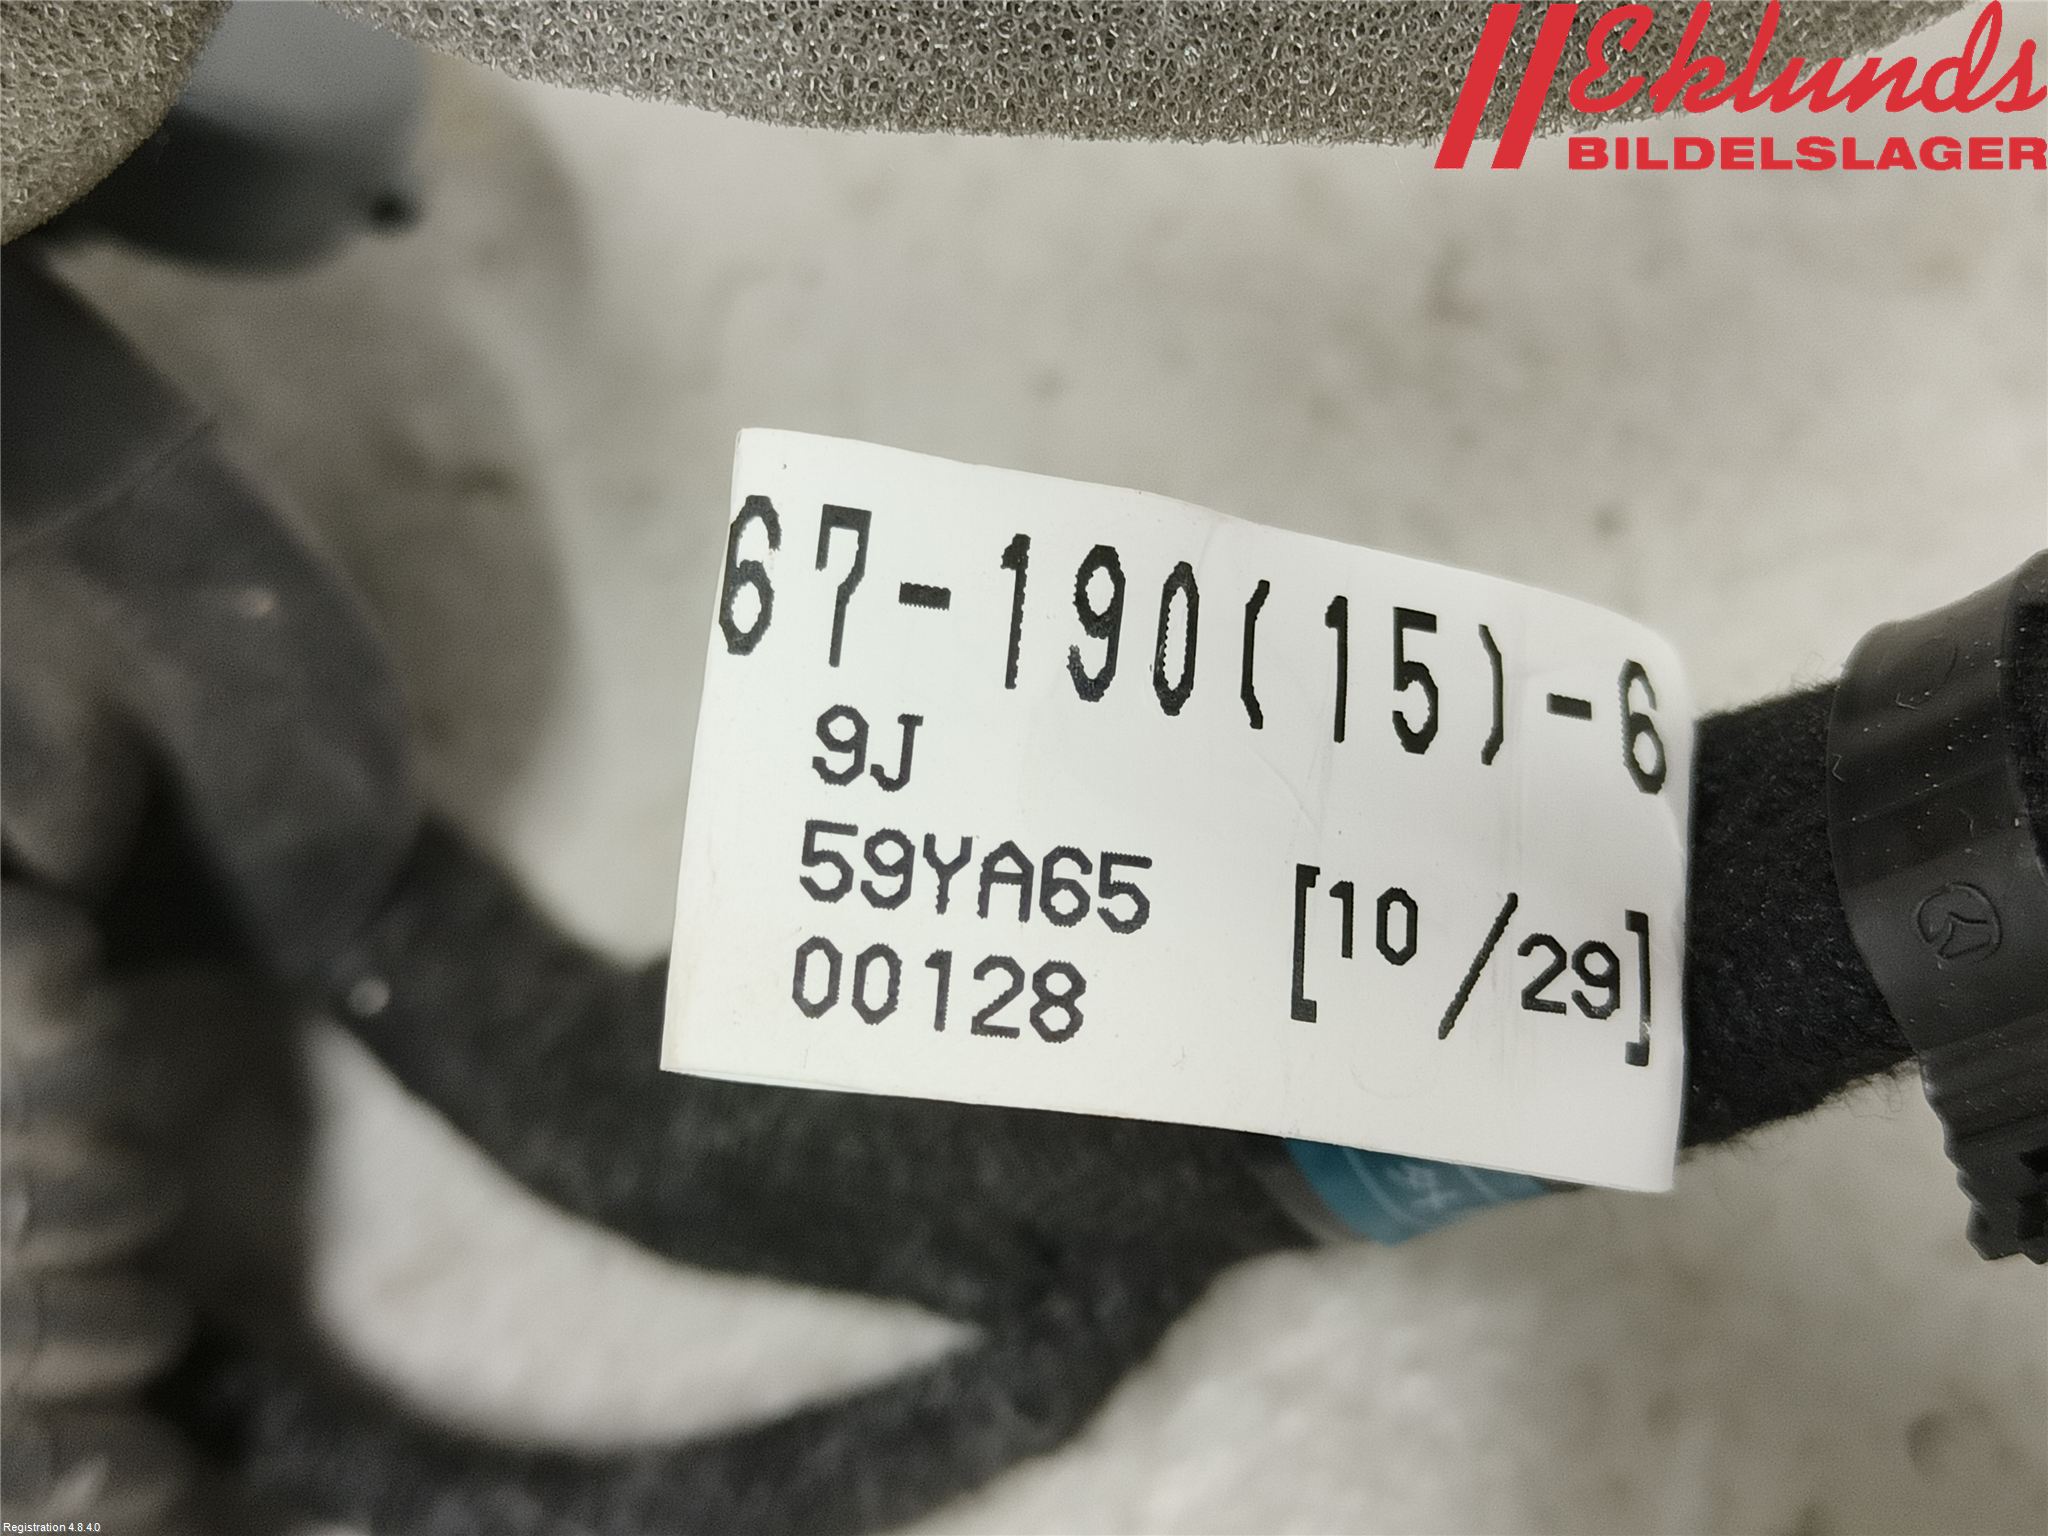 Eklunds
BILDELSLAGER
67-190(15)-6
9J
59YA65
00128
[10/29]
Registration 4.8.4.0